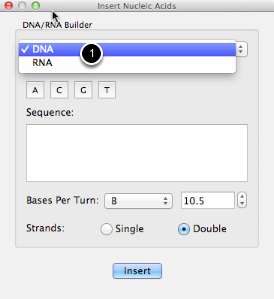 Insert Nucleic Acids
DNA/RNA Builder
✓ DNA
1
RNA
A C G T
Sequence:
Bases Per Turn: B 10.5
Strands: Single Double
Insert